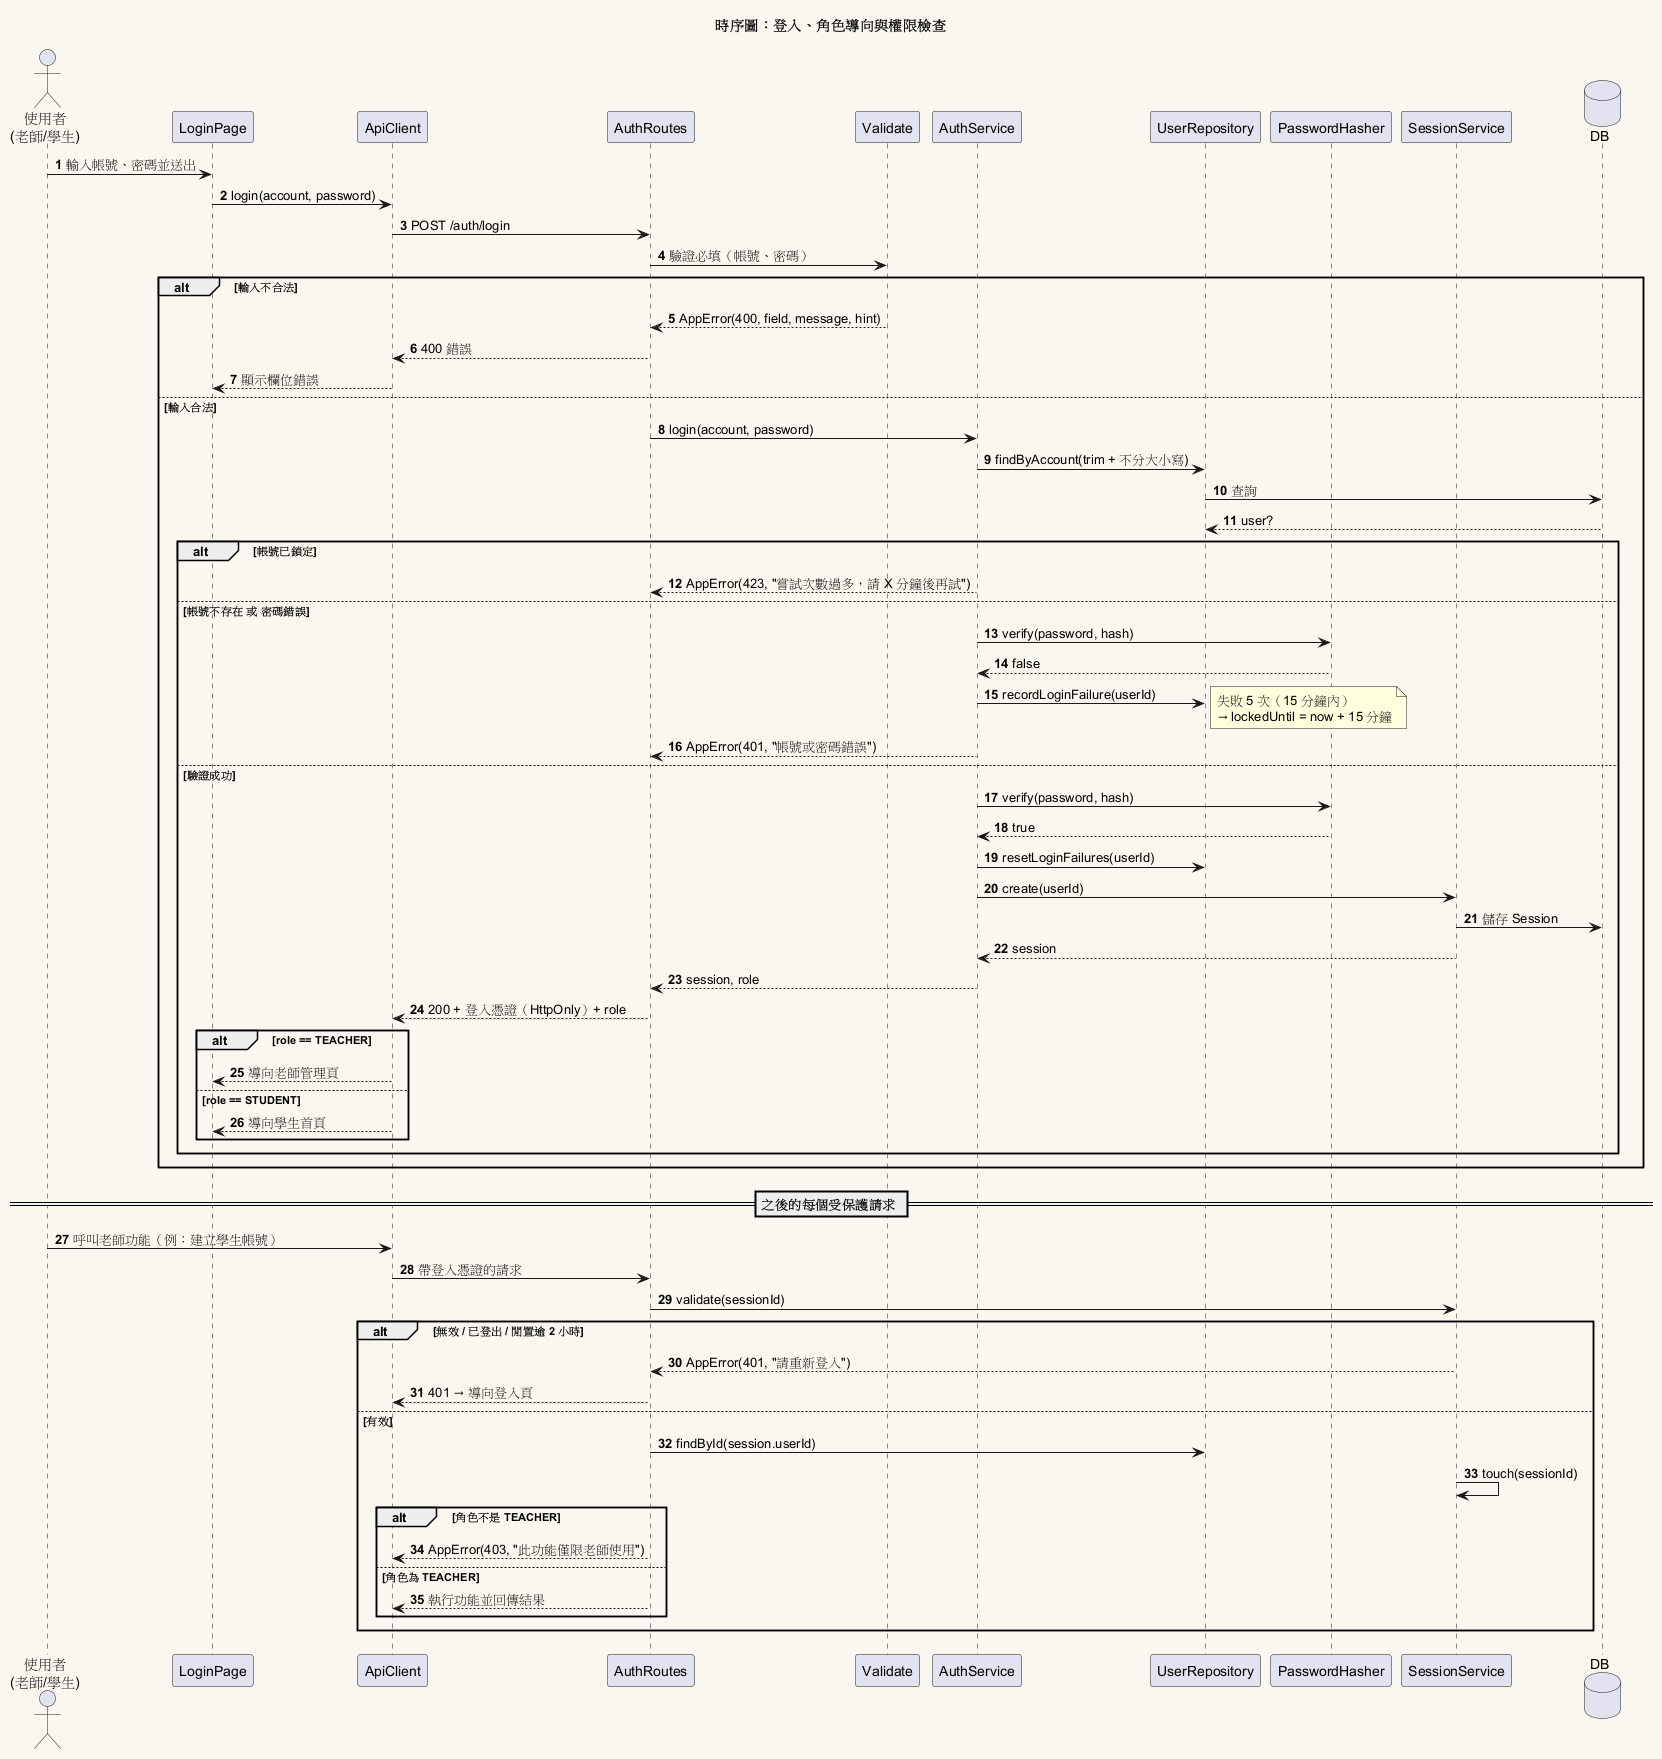 時序圖：登入、角色導向與權限檢查
使用者
(老師/學生)
LoginPage
ApiClient
AuthRoutes
Validate
AuthService
UserRepository
PasswordHasher
SessionService
DB
1 輸入帳號、密碼並送出
2 login(account, password)
3 POST /auth/login
4 驗證必填（帳號、密碼）
alt [輸入不合法]
5 AppError(400, field, message, hint)
6 400 錯誤
7 顯示欄位錯誤
[輸入合法]
8 login(account, password)
9 findByAccount(trim + 不分大小寫)
10 查詢
11 user?
alt [帳號已鎖定]
12 AppError(423, "嘗試次數過多，請 X 分鐘後再試")
[帳號不存在 或 密碼錯誤]
13 verify(password, hash)
14 false
15 recordLoginFailure(userId)
失敗 5 次（15 分鐘內）
→ lockedUntil = now + 15 分鐘
16 AppError(401, "帳號或密碼錯誤")
[驗證成功]
17 verify(password, hash)
18 true
19 resetLoginFailures(userId)
20 create(userId)
21 儲存 Session
22 session
23 session, role
24 200 + 登入憑證（HttpOnly）+ role
alt [role == TEACHER]
25 導向老師管理頁
[role == STUDENT]
26 導向學生首頁
之後的每個受保護請求
27 呼叫老師功能（例：建立學生帳號）
28 帶登入憑證的請求
29 validate(sessionId)
alt [無效 / 已登出 / 閒置逾 2 小時]
30 AppError(401, "請重新登入")
31 401 → 導向登入頁
[有效]
32 findById(session.userId)
33 touch(sessionId)
alt [角色不是 TEACHER]
34 AppError(403, "此功能僅限老師使用")
[角色為 TEACHER]
35 執行功能並回傳結果
使用者
(老師/學生)
LoginPage
ApiClient
AuthRoutes
Validate
AuthService
UserRepository
PasswordHasher
SessionService
DB